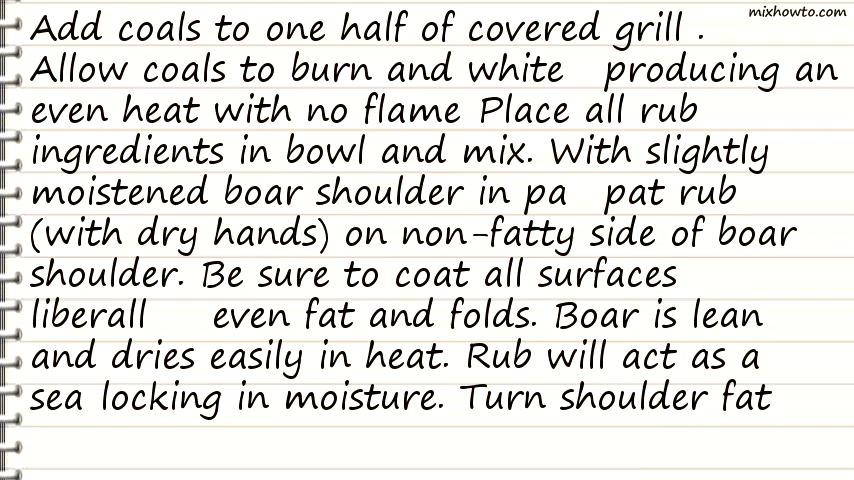 mixhowto.com
Add coals to one half of covered grill .
Allow coals to burn and white producing an
even heat with no flame Place all rub
ingredients in bowl and mix. With slightly
moistened boar shoulder in pa pat rub
(with dry hands) on non-fatty side of boar
shoulder. Be sure to coat all surfaces
liberall even fat and folds. Boar is lean
and dries easily in heat. Rub will act as a
sea locking in moisture. Turn shoulder fat